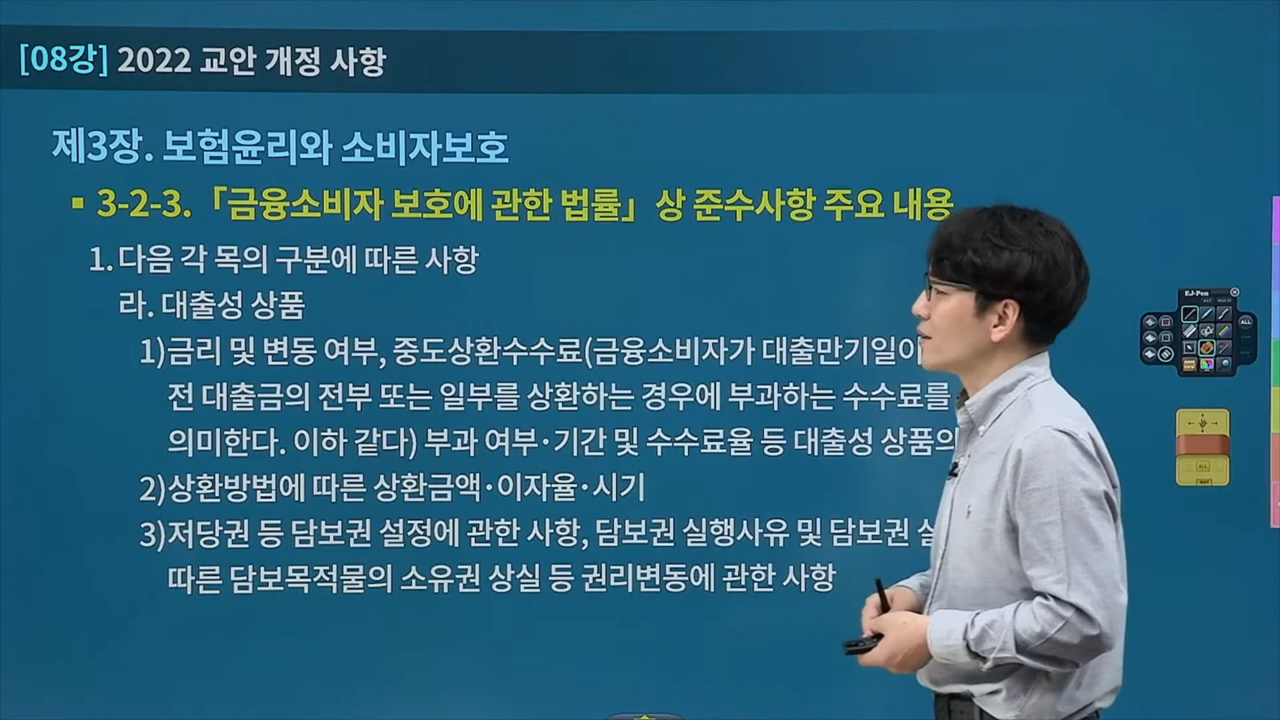 [08강] 2022 교안 개정 사항
제3장. 보험윤리와 소비자보호
▪ 3-2-3.「금융소비자 보호에 관한 법률」상 준수사항 주요 내용
1. 다음 각 목의 구분에 따른 사항
라. 대출성 상품
1)금리 및 변동 여부, 중도상환수수료(금융소비자가 대출만기일이
전 대출금의 전부 또는 일부를 상환하는 경우에 부과하는 수수료를
의미한다. 이하 같다) 부과 여부·기간 및 수수료율 등 대출성 상품의
2)상환방법에 따른 상환금액·이자율·시기
3)저당권 등 담보권 설정에 관한 사항, 담보권 실행사유 및 담보권
따른 담보목적물의 소유권 상실 등 권리변동에 관한 사항
EJ-Pen
ALL
ALL